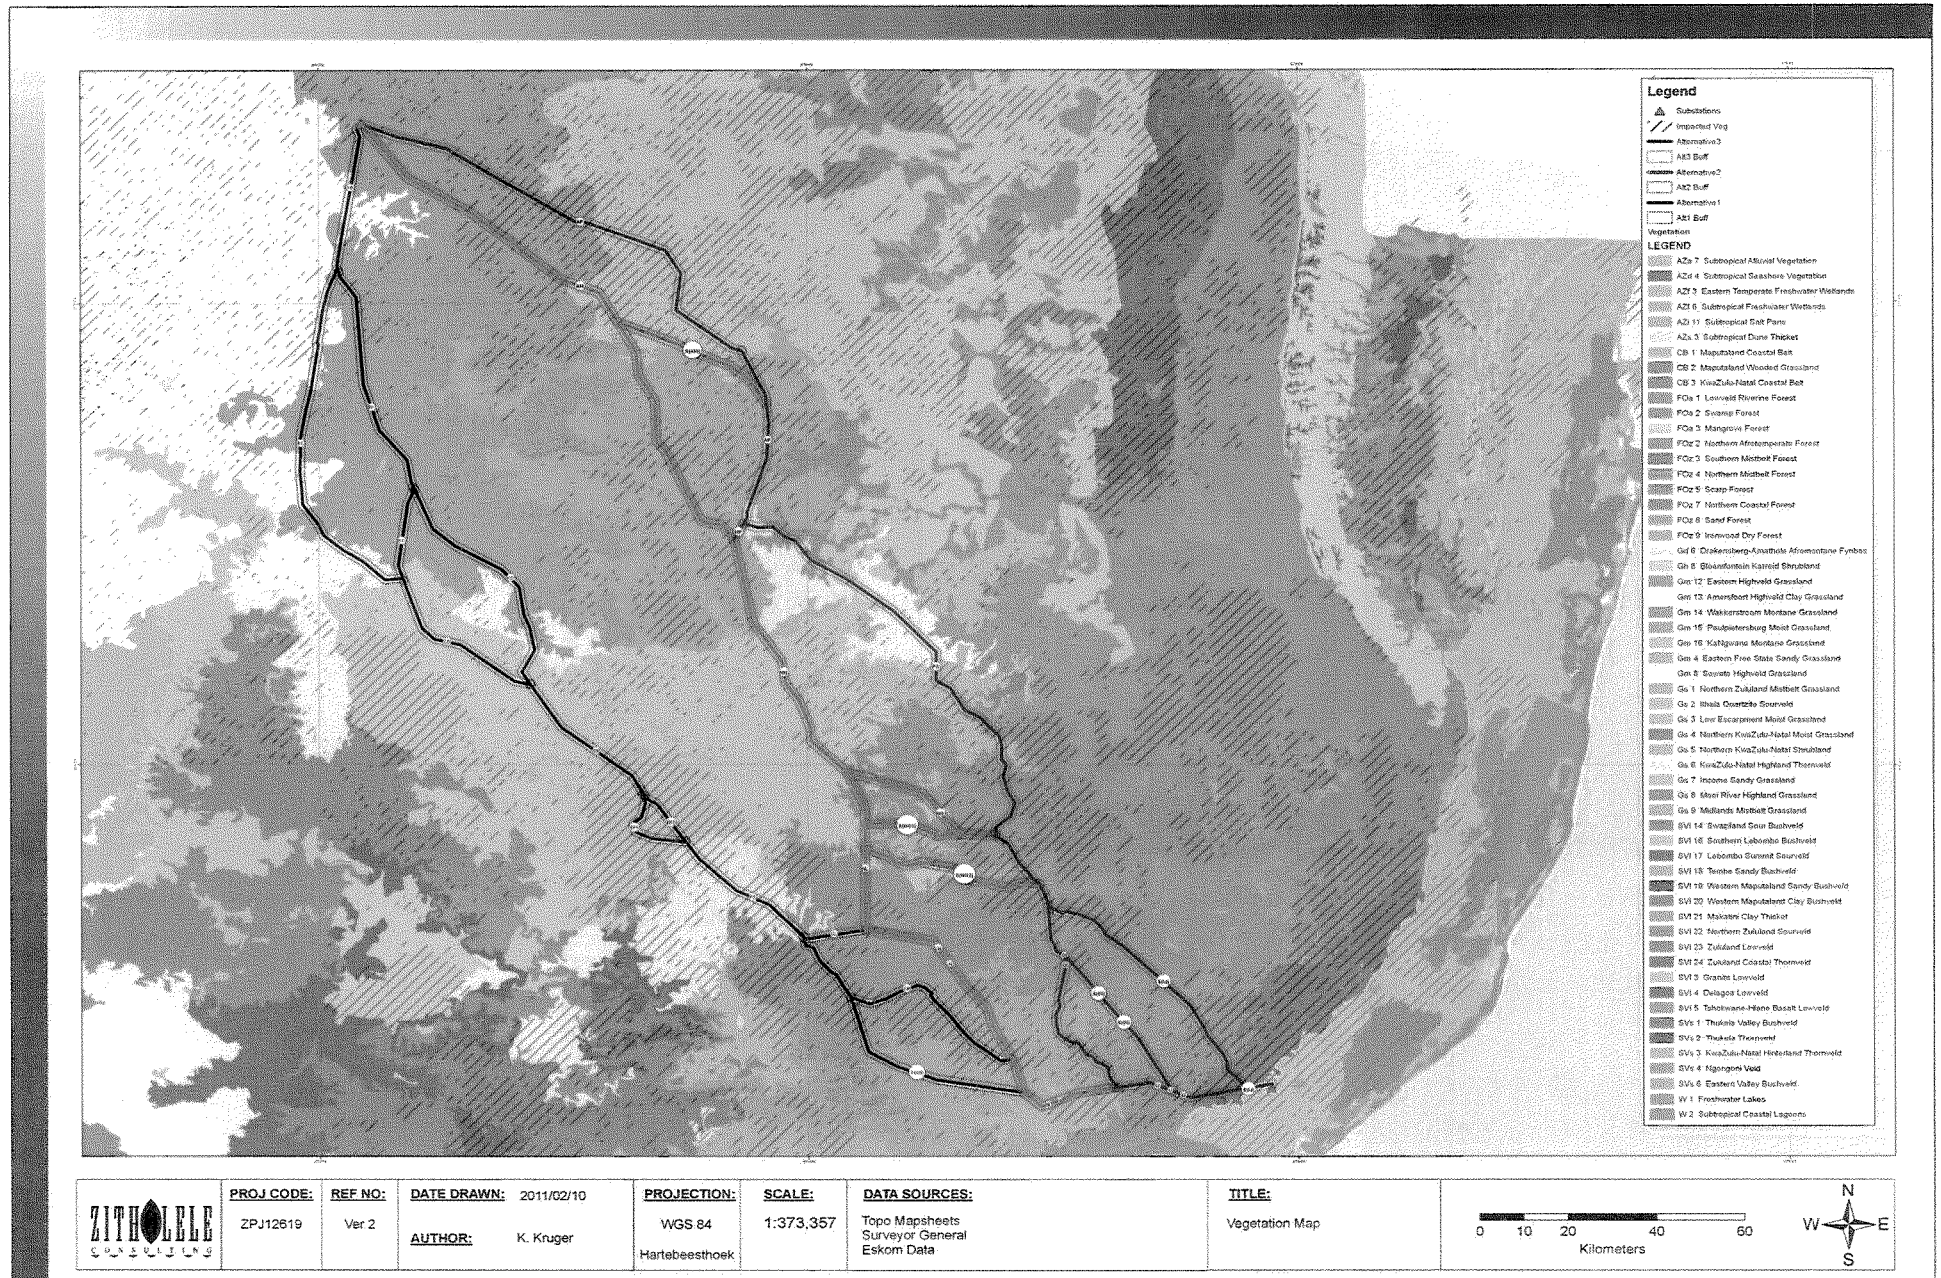 Legend
Substations
Impacted Veg
Alternative3
Alt3 Buff
Alternative2
Alt2 Buff
Alternative1
Alt1 Buff
Vegetation
LEGEND
AZa 7 Subtropical Alluvial Vegetation
AZd 4 Subtropical Seashore Vegetation
AZf 3 Eastern Temperate Freshwater Wetlands
AZf 6 Subtropical Freshwater Wetlands
AZi 11 Subtropical Salt Pans
AZs 3 Subtropical Dune Thicket
CB 1 Maputaland Coastal Belt
CB 2 Maputaland Wooded Grassland
CB 3 KwaZulu-Natal Coastal Belt
FOa 1 Lowveld Riverine Forest
FOa 2 Swamp Forest
FOa 3 Mangrove Forest
FOz 2 Northern Afrotemperate Forest
FOz 3 Southern Mistbelt Forest
FOz 4 Northern Mistbelt Forest
FOz 5 Scarp Forest
FOz 7 Northern Coastal Forest
FOz 8 Sand Forest
FOz 9 Ironwood Dry Forest
Gd 6 Drakensberg-Amathole Afromontane Fynbos
Gh 8 Bloemfontein Karroid Shrubland
Gm 12 Eastern Highveld Grassland
Gm 13 Amersfoort Highveld Clay Grassland
Gm 14 Wakkerstroom Montane Grassland
Gm 15 Paulpietersburg Moist Grassland
Gm 16 KaNgwane Montane Grassland
Gm 4 Eastern Free State Sandy Grassland
Gm 8 Soweto Highveld Grassland
Gs 1 Northern Zululand Mistbelt Grassland
Gs 2 Ithala Quartzite Sourveld
Gs 3 Low Escarpment Moist Grassland
Gs 4 Northern KwaZulu-Natal Moist Grassland
Gs 5 Northern KwaZulu-Natal Shrubland
Gs 6 KwaZulu-Natal Highland Thornveld
Gs 7 Income Sandy Grassland
Gs 8 Mooi River Highland Grassland
Gs 9 Midlands Mistbelt Grassland
SVl 14 Swaziland Sour Bushveld
SVl 16 Southern Lebombo Bushveld
SVl 17 Lebombo Summit Sourveld
SVl 18 Tembe Sandy Bushveld
SVl 19 Western Maputaland Sandy Bushveld
SVl 20 Western Maputaland Clay Bushveld
SVl 21 Makatini Clay Thicket
SVl 22 Northern Zululand Sourveld
SVl 23 Zululand Lowveld
SVl 24 Zululand Coastal Thornveld
SVl 3 Granite Lowveld
SVl 4 Delagoa Lowveld
SVl 5 Tshokwane-Hlane Basalt Lowveld
SVs 1 Thukela Valley Bushveld
SVs 2 Thukela Thornveld
SVs 3 KwaZulu-Natal Hinterland Thornveld
SVs 4 Ngongoni Veld
SVs 6 Eastern Valley Bushveld
W 1 Freshwater Lakes
W 2 Subtropical Coastal Lagoons
ZITHOLELE
CONSULTING
PROJ CODE:
ZPJ12619
REF NO:
Ver 2
DATE DRAWN: 2011/02/10
AUTHOR: K. Kruger
PROJECTION:
WGS 84
Hartebeesthoek
SCALE:
1:373,357
DATA SOURCES:
Topo Mapsheets
Surveyor General
Eskom Data
TITLE:
Vegetation Map
0 10 20 40 60
Kilometers
N
W E
S